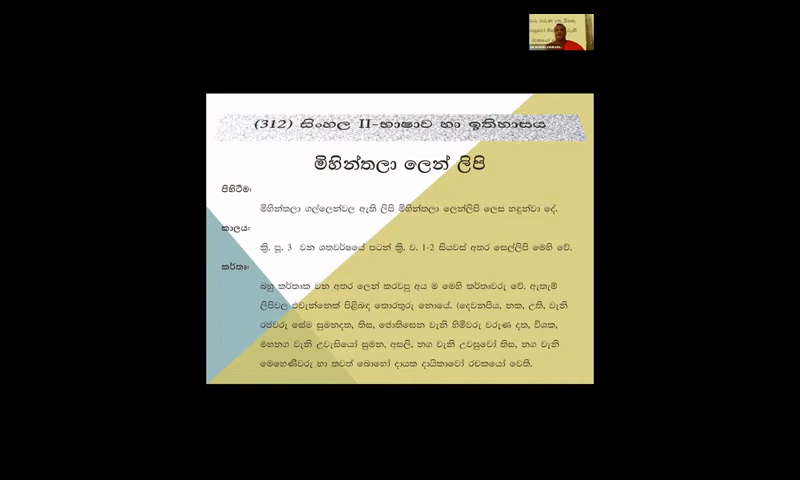 (312) සිංහල II-භාෂාව හා ඉතිහාසය
මිහින්තලා ලෙන් ලිපි
පිහිටීම:
මිහින්තලා ගල්ලෙන්වල ඇති ලිපි මිහින්තලා ලෙන්ලිපි ලෙස හඳුන්වා දේ.
කාලය:
ක්‍රි. පූ. 3 වන ශතවර්ෂයේ පටන් ක්‍රි. ව. 1-2 සියවස් අතර සෙල්ලිපි මෙහි වේ.
කර්තෘ:
බහු කර්තෘක වන අතර ලෙන් කරවපු අය ම මෙහි කර්තෘවරු වේ. ඇතැම්
ලිපිවල එවැන්නෙක් පිළිබඳ තොරතුරු නොයේ. (දෙවනපිය, නක, උති, වැනි
රජවරු සේම සුමනදත, තිස, ජොතිසෙන වැනි හිමිවරු වරුණ දත, විශක,
මහනග වැනි උවැසියෝ සුමන, අසලි, නග වැනි උවසුවෝ තිස, නග වැනි
මෙහෙණිවරු හා තවත් බොහෝ දායක දායිකාවෝ රචකයෝ වෙති.